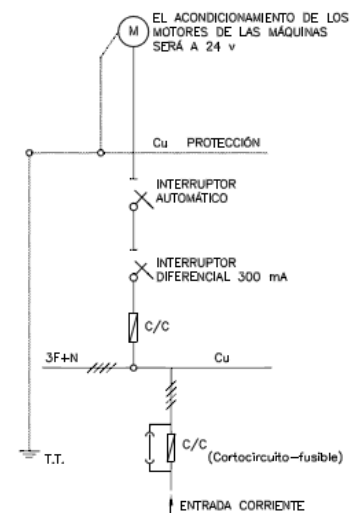 EL ACONDICIONAMIENTO DE LOS
MOTORES DE LAS MÁQUINAS
SERÁ A 24 v
M
Cu PROTECCIÓN
INTERRUPTOR
AUTOMÁTICO
INTERRUPTOR
DIFERENCIAL 300 mA
C/C
3F+N
Cu
C/C
(Cortocircuito-fusible)
T.T.
ENTRADA CORRIENTE